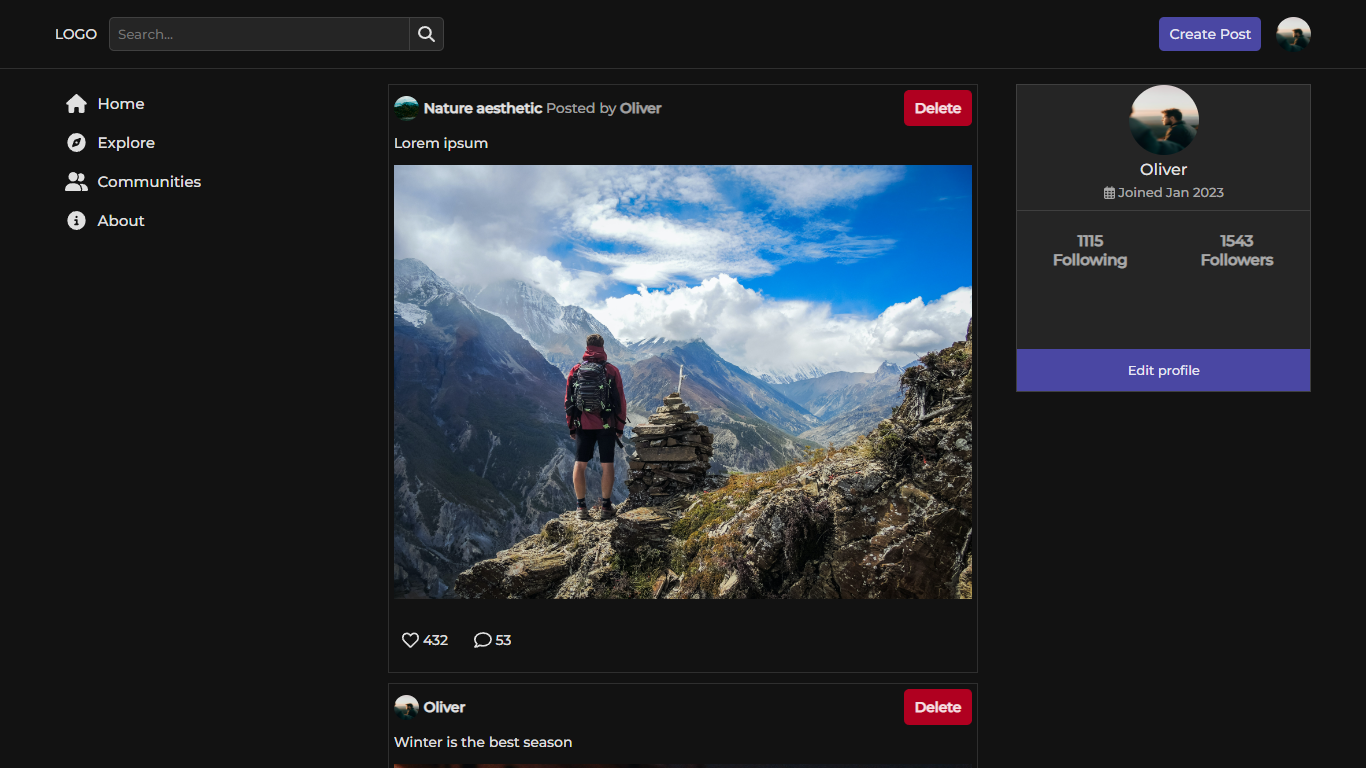 LOGO
Search...
Create Post
Home
Explore
Communities
About
Nature aesthetic Posted by Oliver
Delete
Lorem ipsum
432
53
Oliver
Delete
Winter is the best season
Oliver
Joined Jan 2023
1115
Following
1543
Followers
Edit profile